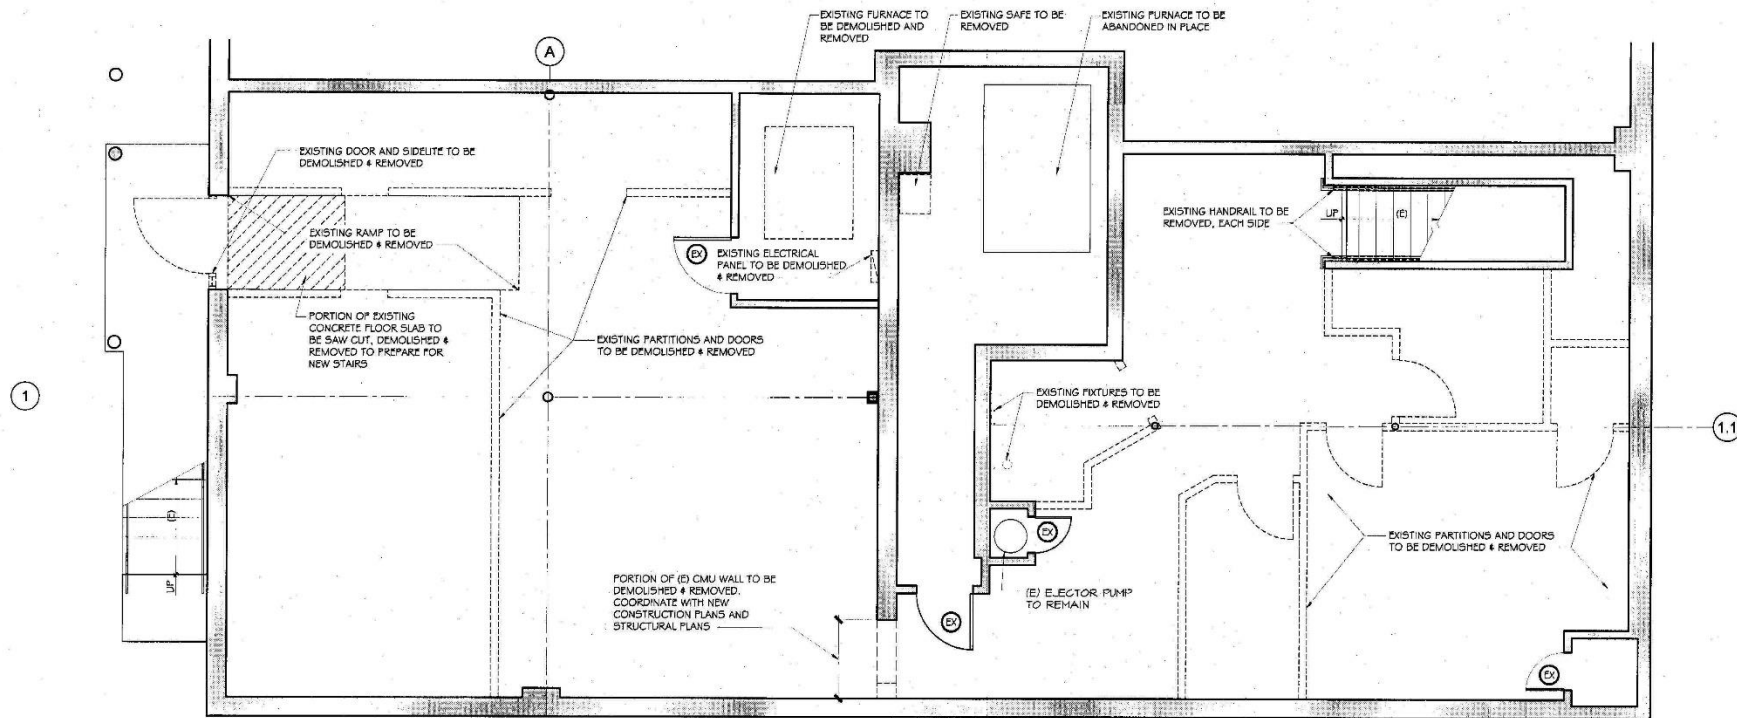 EXISTING FURNACE TO
BE DEMOLISHED AND
REMOVED
EXISTING SAFE TO BE
REMOVED
EXISTING FURNACE TO BE
ABANDONED IN PLACE
A
EXISTING DOOR AND SIDELITE TO BE
DEMOLISHED & REMOVED
EXISTING RAMP TO BE
DEMOLISHED & REMOVED
EX
EXISTING ELECTRICAL
PANEL TO BE DEMOLISHED
& REMOVED
EXISTING HANDRAIL TO BE
REMOVED, EACH SIDE
UP
(E)
PORTION OF EXISTING
CONCRETE FLOOR SLAB TO
BE SAW CUT, DEMOLISHED &
REMOVED TO PREPARE FOR
NEW STAIRS
EXISTING PARTITIONS AND DOORS
TO BE DEMOLISHED & REMOVED
1
EXISTING FIXTURES TO BE
DEMOLISHED & REMOVED
1.1
(E)
UP
EX
EXISTING PARTITIONS AND DOORS
TO BE DEMOLISHED & REMOVED
PORTION OF (E) CMU WALL TO BE
DEMOLISHED & REMOVED.
COORDINATE WITH NEW
CONSTRUCTION PLANS AND
STRUCTURAL PLANS
(E) EJECTOR PUMP
TO REMAIN
EX
EX